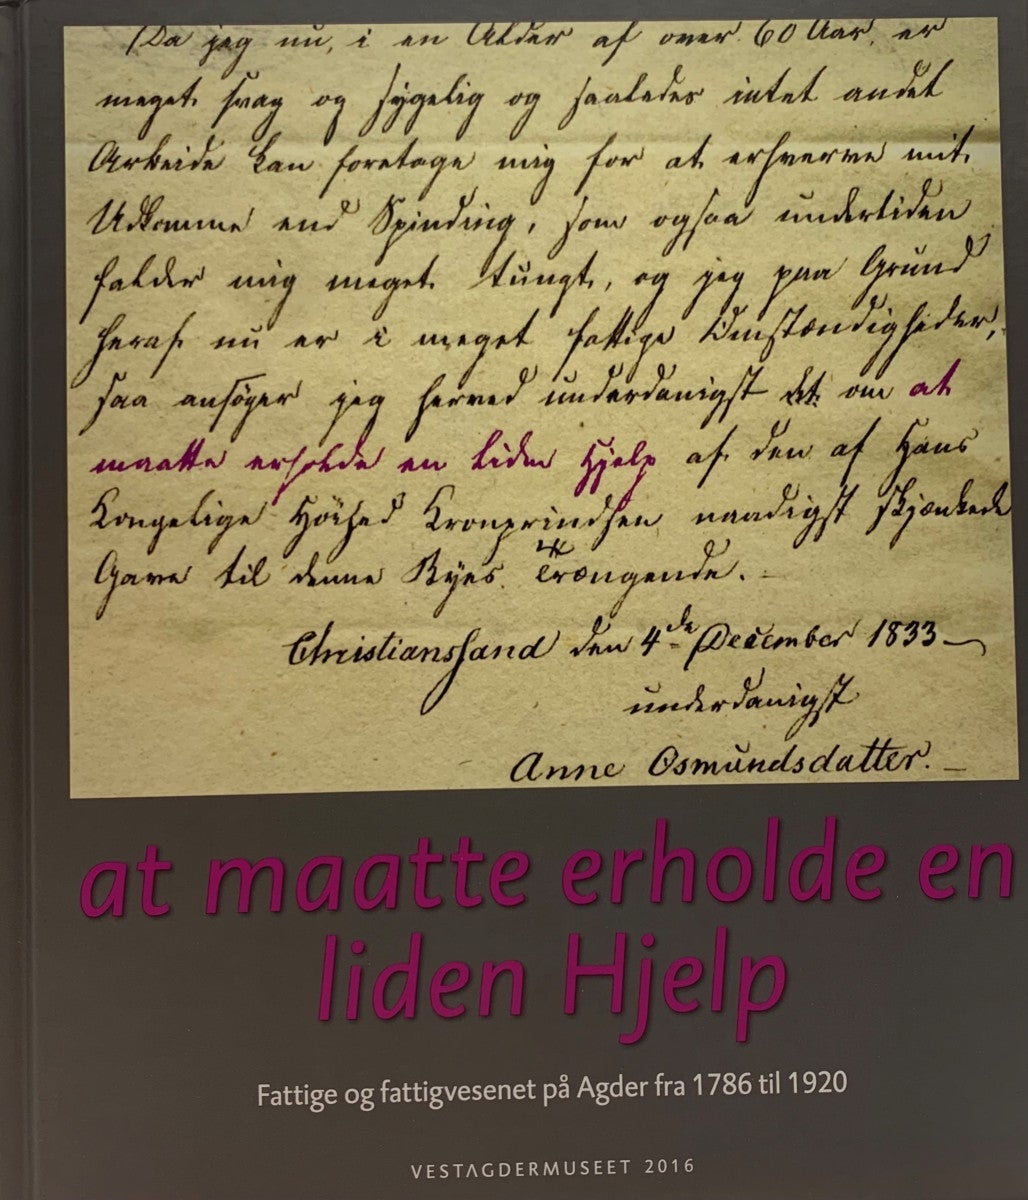 Da jeg nu, i en Alder af over 60 Aar, er
meget svag og sygelig og saaledes intet andet
Arbeide kan foretage mig for at erhverve mit
Udkomme end Spinding, som ogsaa undertiden
falder mig meget tungt, og jeg paa Grund
heraf nu er i meget fattige Omstændigheder,
saa ansøger jeg herved underdanigst om at
maatte erholde en liden Hjelp af den af Hans
Kongelige Höihed Kronprindsen naadigst skjænkede
Gave til denne Byes Trængende.
Christianssand den 4de December 1833
underdanigst
Anne Osmundsdatter.
at maatte erholde en
liden Hjelp
Fattige og fattigvesenet på Agder fra 1786 til 1920
VESTAGDERMUSEET 2016